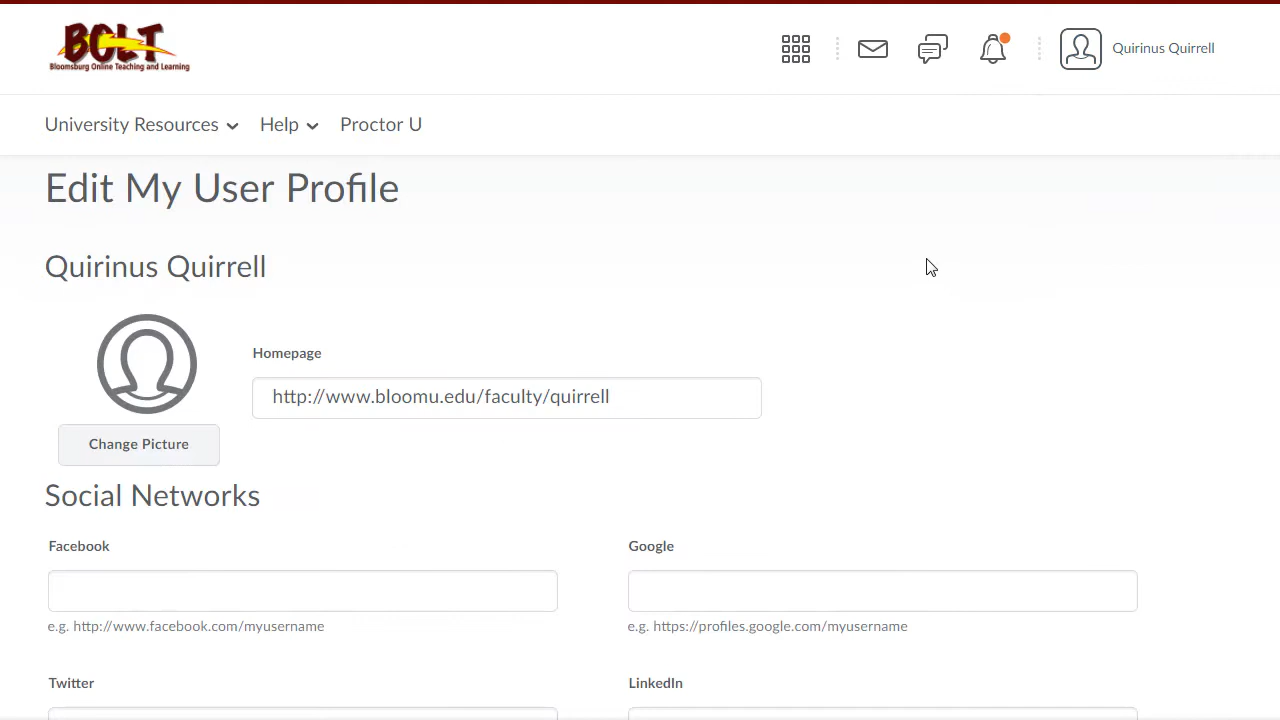 BOLT
Bloomsburg Online Teaching and Learning
Quirinus Quirrell
University Resources Help Proctor U
Edit My User Profile
Quirinus Quirrell
Homepage
http://www.bloomu.edu/faculty/quirrell
Change Picture
Social Networks
Facebook Google
e.g. http://www.facebook.com/myusername e.g. https://profiles.google.com/myusername
Twitter LinkedIn